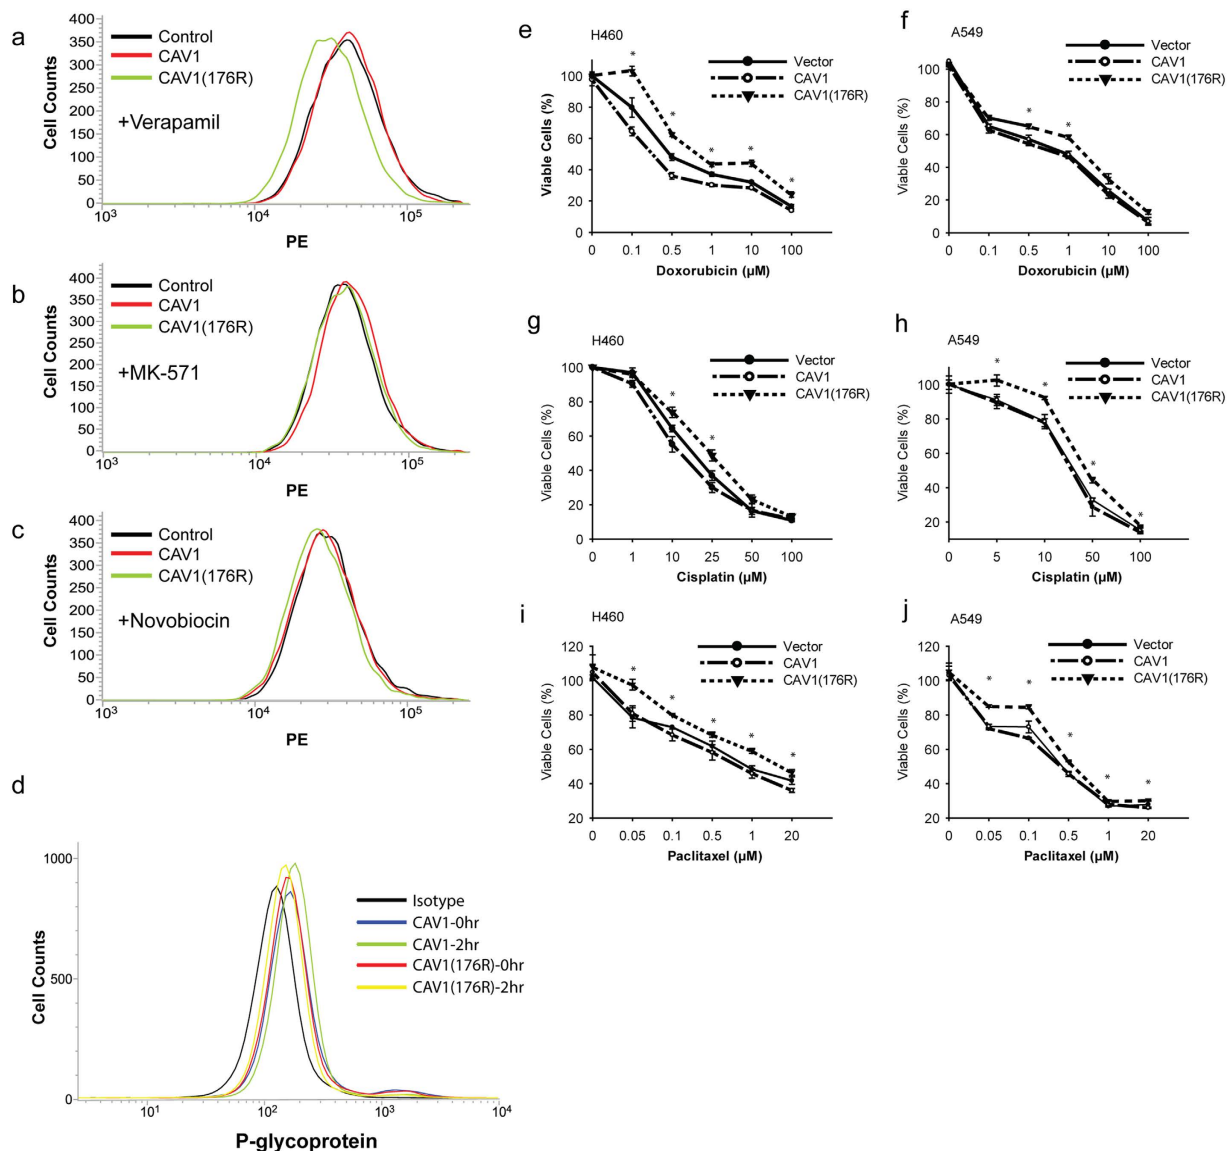 a
400
350
300
250
200
150
100
50
0
Cell Counts
Control
CAV1
CAV1(176R)
+Verapamil
10³ 10⁴ 10⁵
PE
b
400
350
300
250
200
150
100
50
0
Cell Counts
Control
CAV1
CAV1(176R)
+MK-571
10³ 10⁴ 10⁵
PE
c
400
350
300
250
200
150
100
50
0
Cell Counts
Control
CAV1
CAV1(176R)
+Novobiocin
10³ 10⁴ 10⁵
PE
d
1000
500
0
Cell Counts
Isotype
CAV1-0hr
CAV1-2hr
CAV1(176R)-0hr
CAV1(176R)-2hr
10¹ 10² 10³ 10⁴
P-glycoprotein
e
H460
Vector
CAV1
CAV1(176R)
100
80
60
40
20
0
Viable Cells (%)
* * * * *
0 0.1 0.5 1 10 100
Doxorubicin (µM)
f
A549
Vector
CAV1
CAV1(176R)
100
80
60
40
20
0
Viable Cells (%)
* *
0 0.1 0.5 1 10 100
Doxorubicin (µM)
g
H460
Vector
CAV1
CAV1(176R)
100
80
60
40
20
0
Viable Cells (%)
* *
0 1 10 25 50 100
Cisplatin (µM)
h
A549
Vector
CAV1
CAV1(176R)
100
80
60
40
20
Viable Cells (%)
* * * *
0 5 10 50 100
Cisplatin (µM)
i
H460
Vector
CAV1
CAV1(176R)
120
100
80
60
40
20
Viable Cells (%)
* * * * *
0 0.05 0.1 0.5 1 20
Paclitaxel (µM)
j
A549
Vector
CAV1
CAV1(176R)
120
100
80
60
40
20
Viable Cells (%)
* * * * *
0 0.05 0.1 0.5 1 20
Paclitaxel (µM)